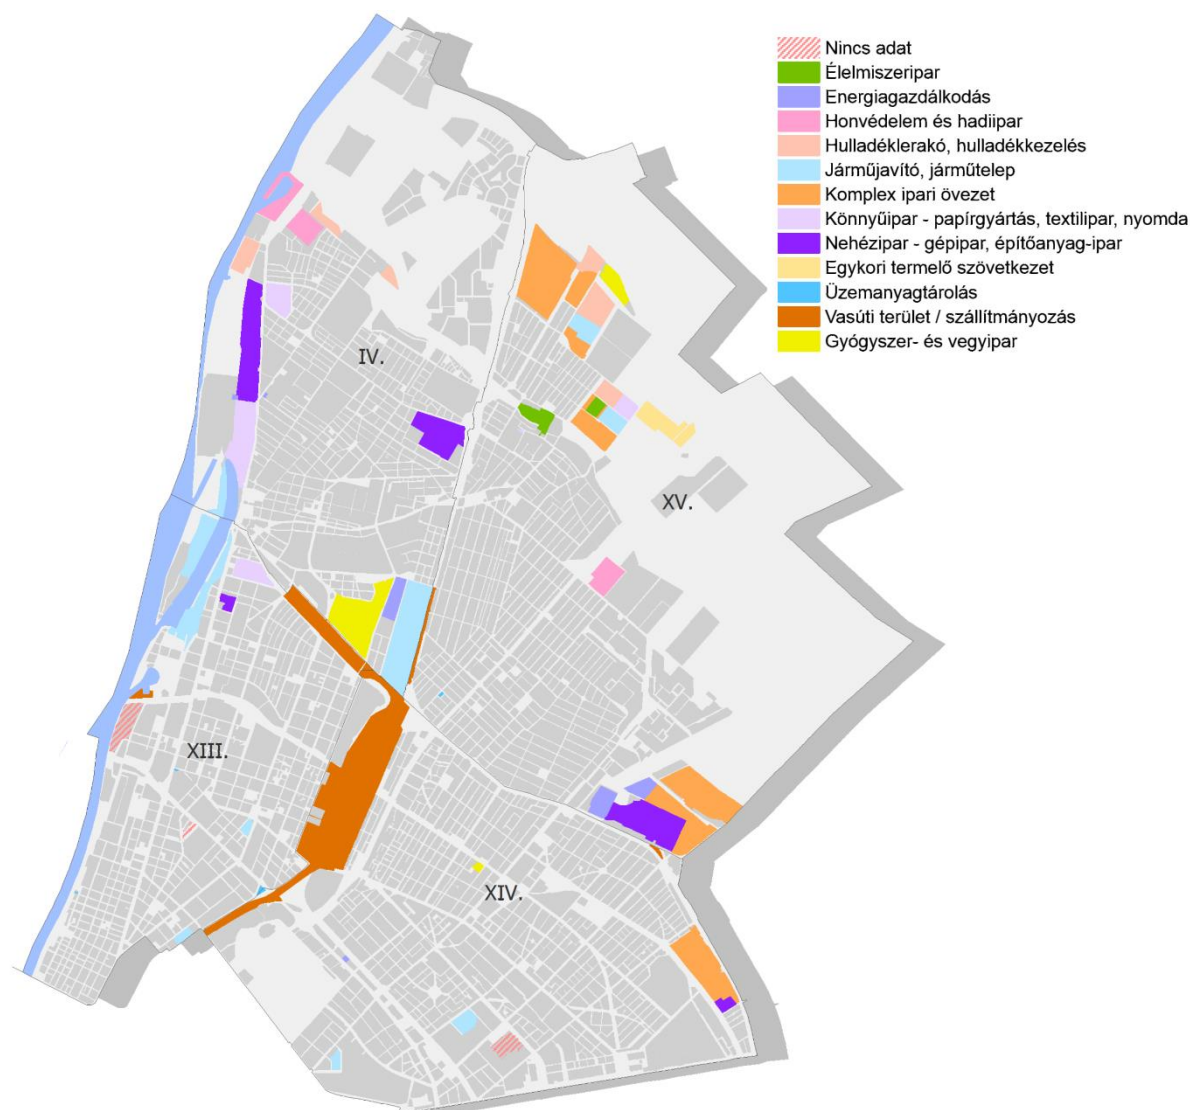 Nincs adat
Élelmiszeripar
Energiagazdálkodás
Honvédelem és hadiipar
Hulladéklerakó, hulladékkezelés
Járműjavító, járműtelep
Komplex ipari övezet
Könnyűipar - papírgyártás, textilipar, nyomda
Nehézipar - gépipar, építőanyag-ipar
Egykori termelő szövetkezet
Üzemanyagtárolás
Vasúti terület / szállítmányozás
Gyógyszer- és vegyipar
IV.
XV.
XIII.
XIV.